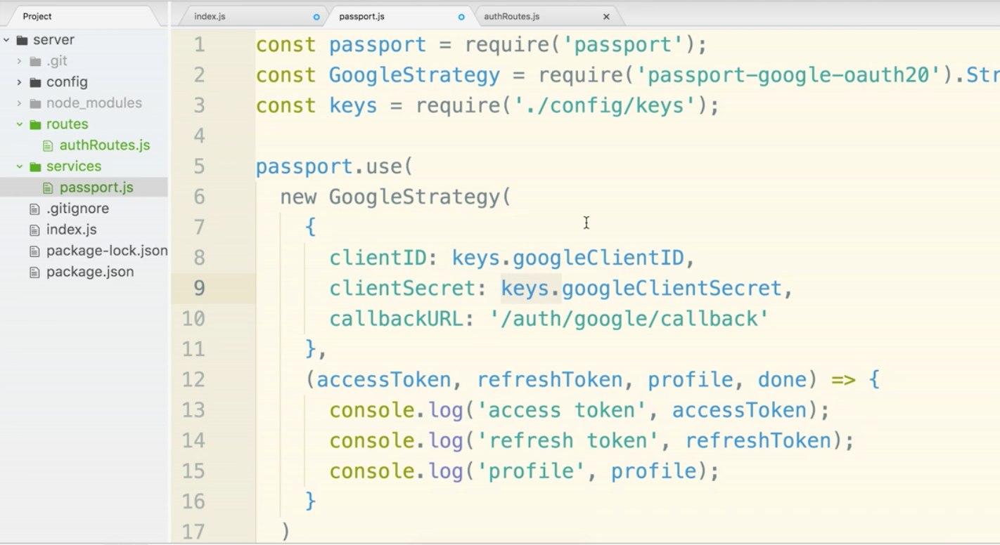 Project
index.js
passport.js
authRoutes.js
server
.git
config
node_modules
routes
authRoutes.js
services
passport.js
.gitignore
index.js
package-lock.json
package.json
1 const passport = require('passport');
2 const GoogleStrategy = require('passport-google-oauth20').Str
3 const keys = require('./config/keys');
4
5 passport.use(
6 new GoogleStrategy(
7 {
8 clientID: keys.googleClientID,
9 clientSecret: keys.googleClientSecret,
10 callbackURL: '/auth/google/callback'
11 },
12 (accessToken, refreshToken, profile, done) => {
13 console.log('access token', accessToken);
14 console.log('refresh token', refreshToken);
15 console.log('profile', profile);
16 }
17 )